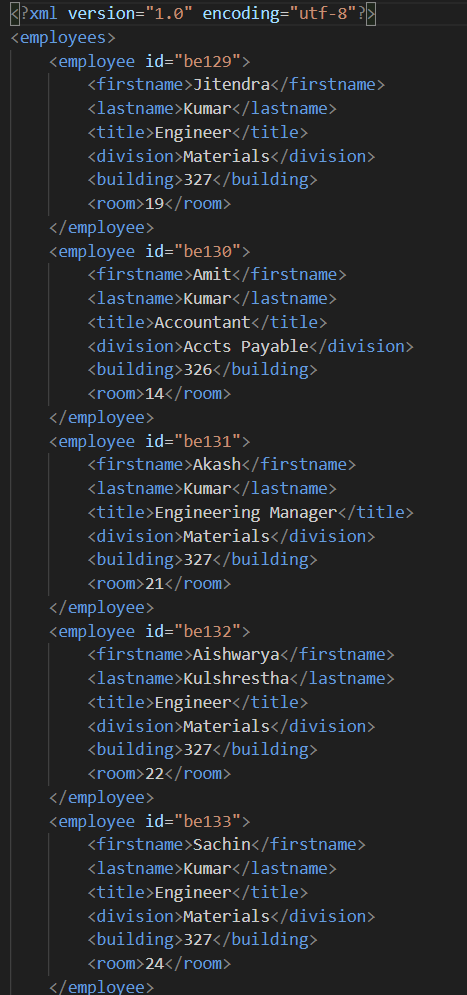 <?xml version="1.0" encoding="utf-8"?>
<employees>
    <employee id="be129">
        <firstname>Jitendra</firstname>
        <lastname>Kumar</lastname>
        <title>Engineer</title>
        <division>Materials</division>
        <building>327</building>
        <room>19</room>
    </employee>
    <employee id="be130">
        <firstname>Amit</firstname>
        <lastname>Kumar</lastname>
        <title>Accountant</title>
        <division>Accts Payable</division>
        <building>326</building>
        <room>14</room>
    </employee>
    <employee id="be131">
        <firstname>Akash</firstname>
        <lastname>Kumar</lastname>
        <title>Engineering Manager</title>
        <division>Materials</division>
        <building>327</building>
        <room>21</room>
    </employee>
    <employee id="be132">
        <firstname>Aishwarya</firstname>
        <lastname>Kulshrestha</lastname>
        <title>Engineer</title>
        <division>Materials</division>
        <building>327</building>
        <room>22</room>
    </employee>
    <employee id="be133">
        <firstname>Sachin</firstname>
        <lastname>Kumar</lastname>
        <title>Engineer</title>
        <division>Materials</division>
        <building>327</building>
        <room>24</room>
    </employee>